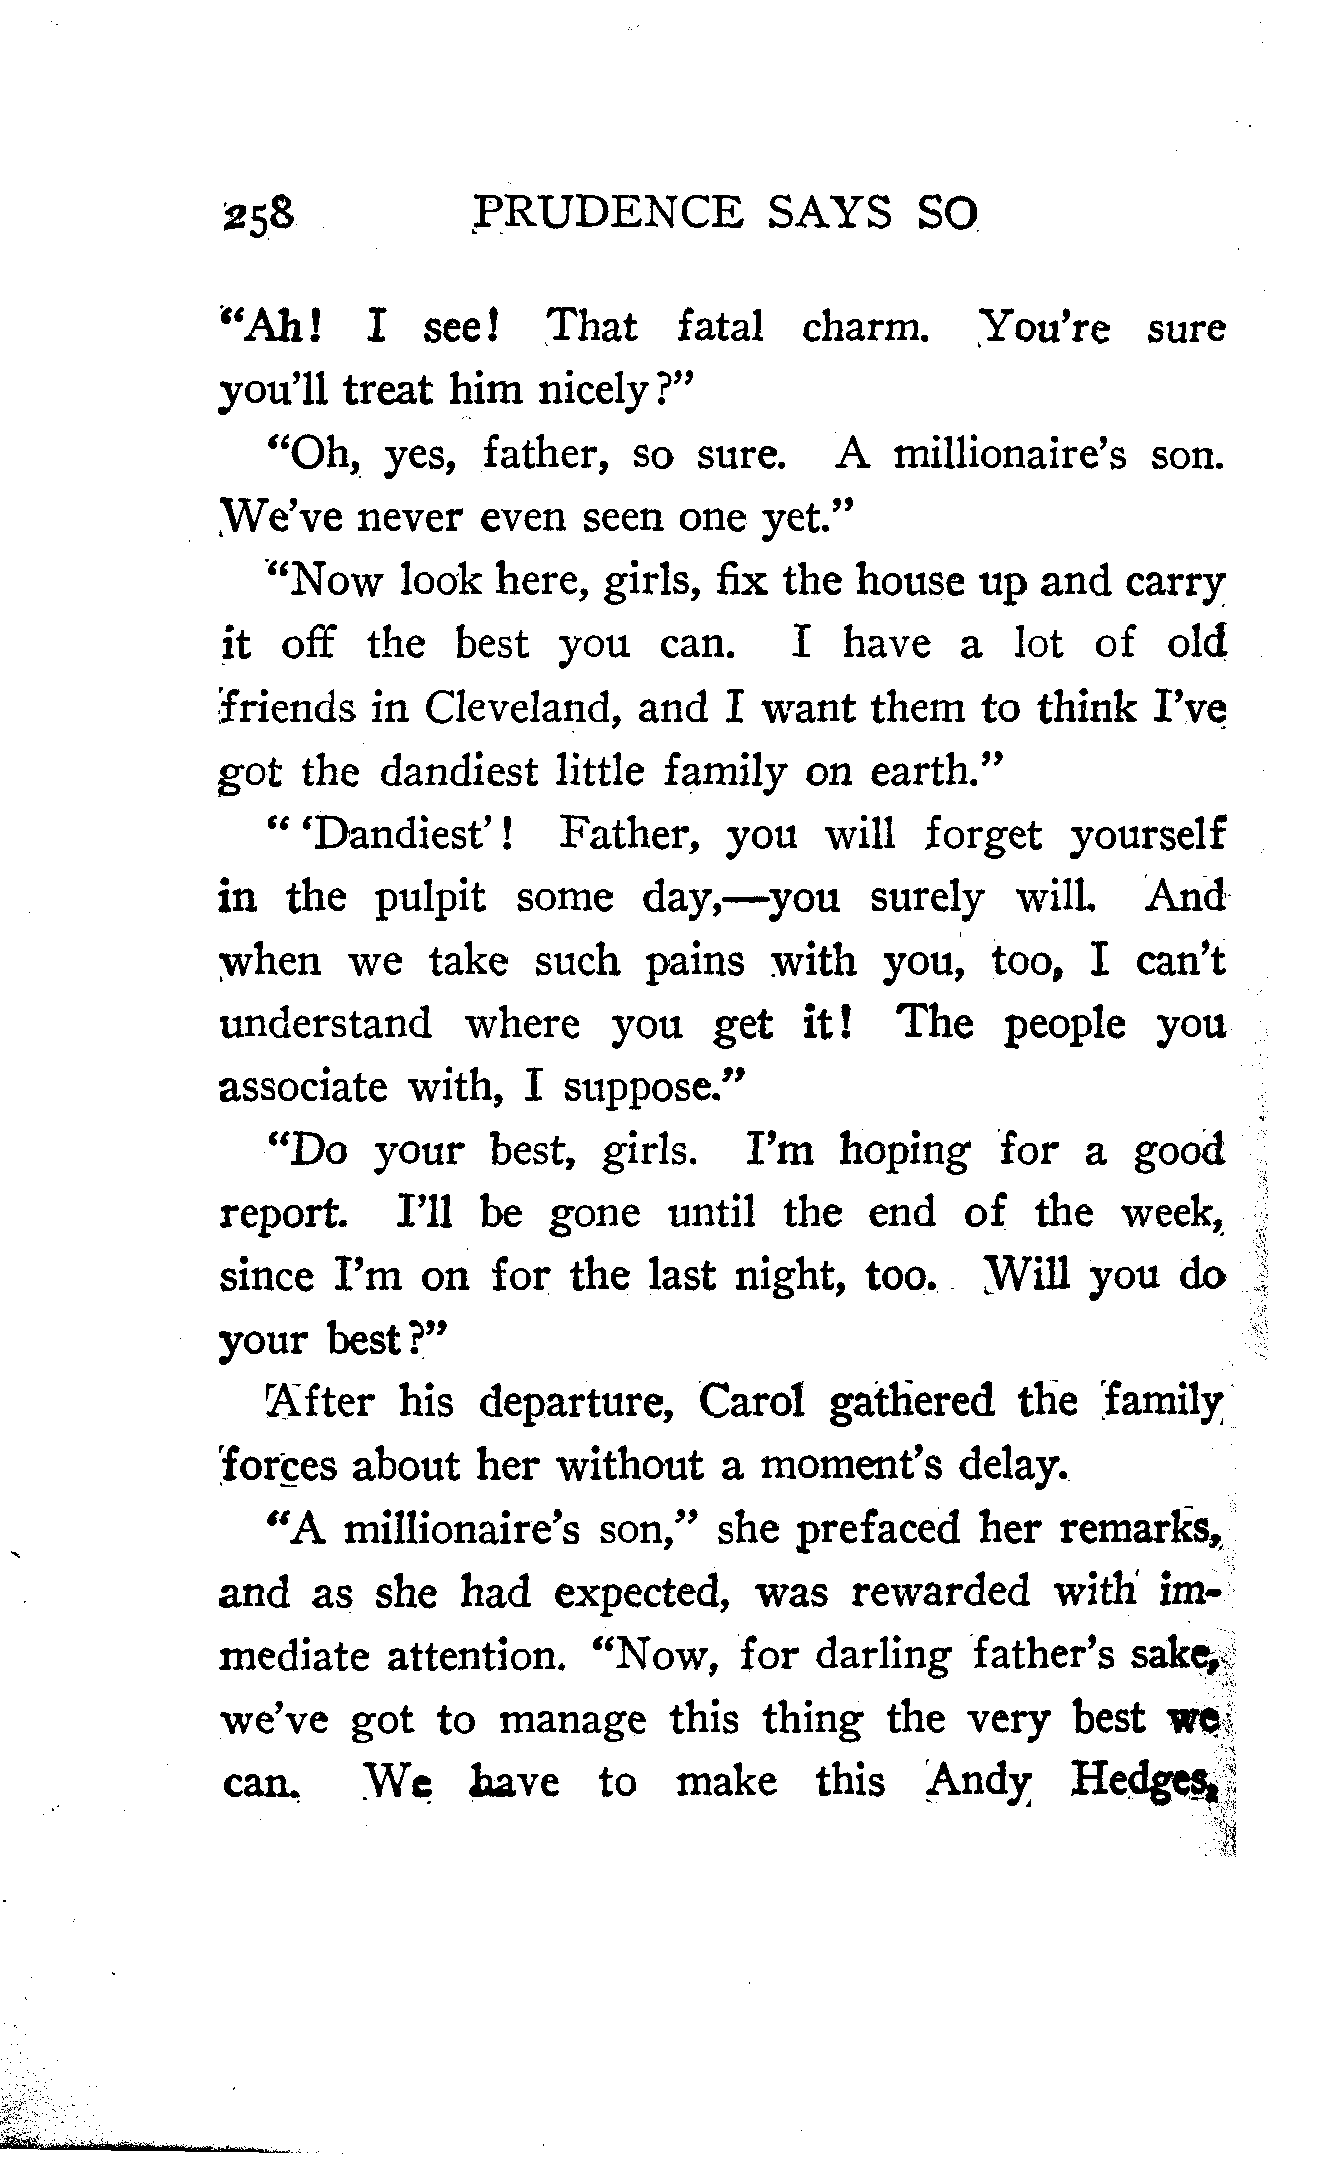 258 PRUDENCE SAYS SO
"Ah! I see! That fatal charm. You're sure
you'll treat him nicely?"
"Oh, yes, father, so sure. A millionaire's son.
We've never even seen one yet."
"Now look here, girls, fix the house up and carry
it off the best you can. I have a lot of old
friends in Cleveland, and I want them to think I've
got the dandiest little family on earth."
" 'Dandiest'! Father, you will forget yourself
in the pulpit some day,—you surely will. And
when we take such pains with you, too, I can't
understand where you get it! The people you
associate with, I suppose."
"Do your best, girls. I'm hoping for a good
report. I'll be gone until the end of the week,
since I'm on for the last night, too. Will you do
your best?"
After his departure, Carol gathered the family
forces about her without a moment's delay.
"A millionaire's son," she prefaced her remarks,
and as she had expected, was rewarded with im-
mediate attention. "Now, for darling father's sake,
we've got to manage this thing the very best we
can. We have to make this Andy Hedges,